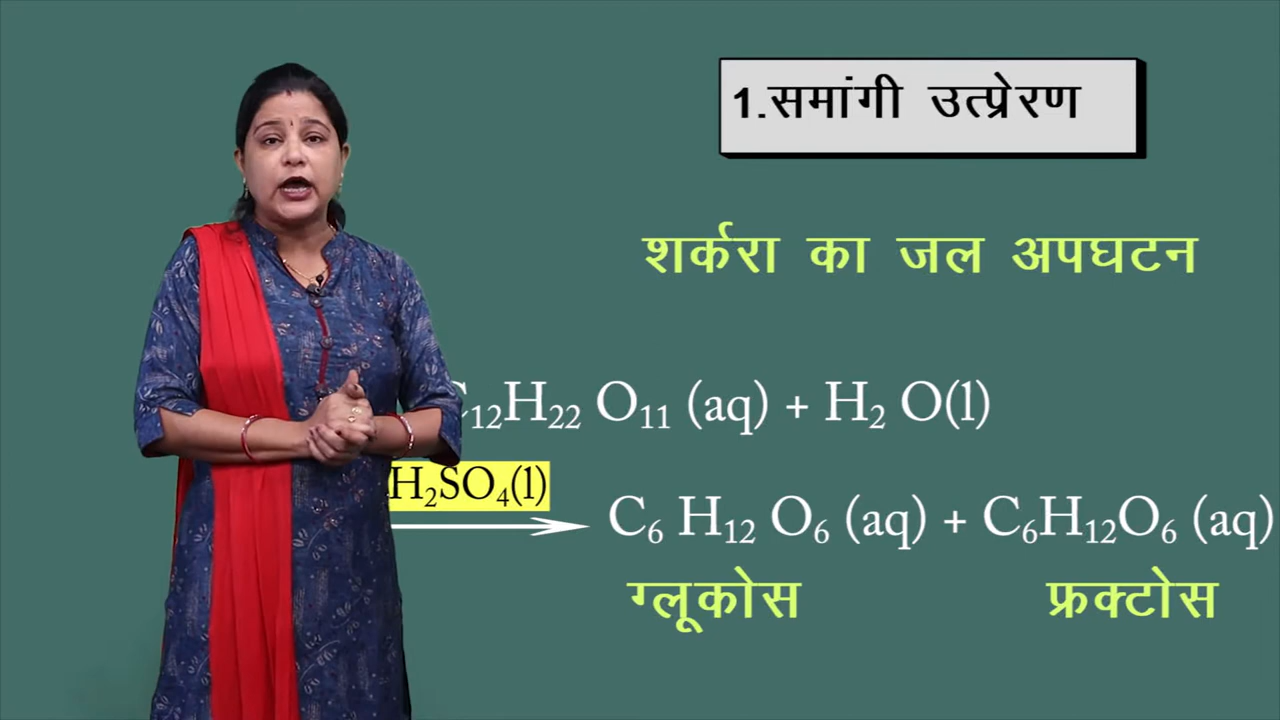 1.समांगी उत्प्रेरण
शर्करा का जल अपघटन
C₁₂H₂₂ O₁₁ (aq) + H₂ O(l)
H₂SO₄(l)
C₆ H₁₂ O₆ (aq) + C₆H₁₂O₆ (aq)
ग्लूकोस फ्रक्टोस